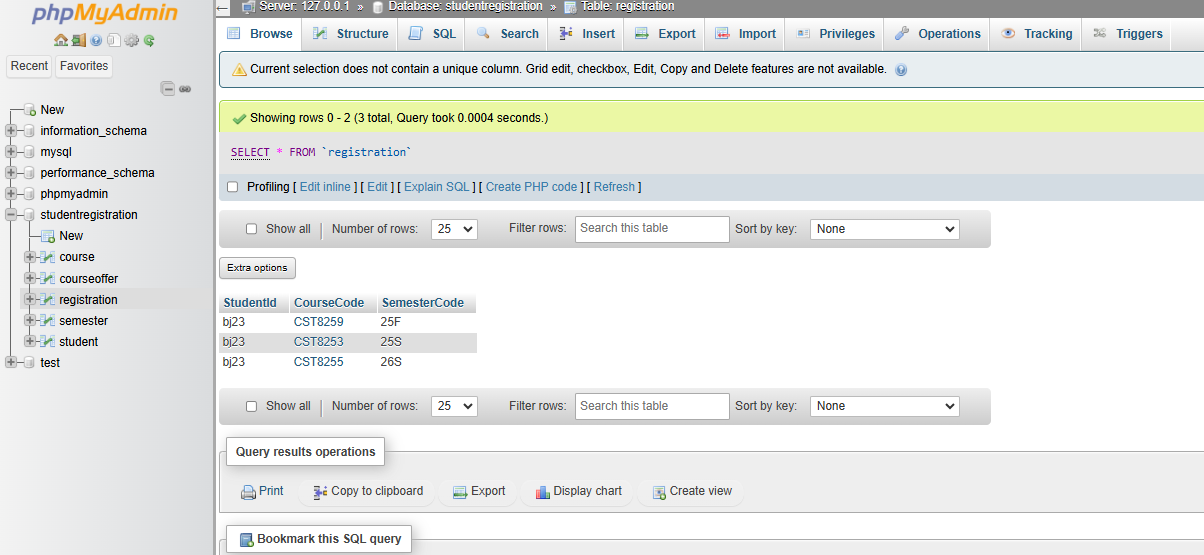 phpMyAdmin
Recent Favorites
New
information_schema
mysql
performance_schema
phpmyadmin
studentregistration
New
course
courseoffer
registration
semester
student
test
Server: 127.0.0.1 » Database: studentregistration » Table: registration
Browse Structure SQL Search Insert Export Import Privileges Operations Tracking Triggers
Current selection does not contain a unique column. Grid edit, checkbox, Edit, Copy and Delete features are not available.
Showing rows 0 - 2 (3 total, Query took 0.0004 seconds.)
SELECT * FROM `registration`
Profiling [ Edit inline ] [ Edit ] [ Explain SQL ] [ Create PHP code ] [ Refresh ]
Show all | Number of rows: 25 Filter rows: Search this table Sort by key: None
Extra options
StudentId CourseCode SemesterCode
bj23 CST8259 25F
bj23 CST8253 25S
bj23 CST8255 26S
Show all | Number of rows: 25 Filter rows: Search this table Sort by key: None
Query results operations
Print Copy to clipboard Export Display chart Create view
Bookmark this SQL query